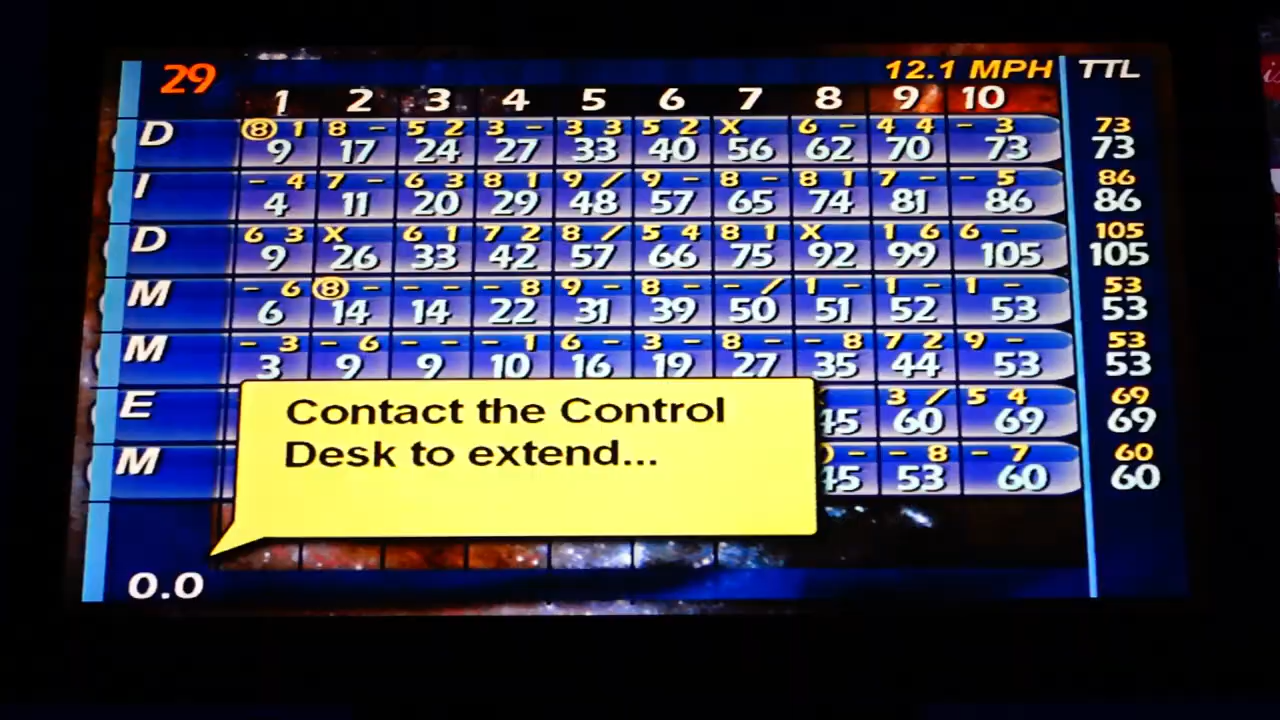 29 12.1 MPH TTL
1 2 3 4 5 6 7 8 9 10
D 8 1 8 - 5 2 3 - 3 3 5 2 X 6 - 4 4 - 3 73
9 17 24 27 33 40 56 62 70 73 73
I - 4 7 - 6 3 8 1 9 / 9 - 8 - 8 1 7 - - 5 86
4 11 20 29 48 57 65 74 81 86 86
D 6 3 X 6 1 7 2 8 / 5 4 8 1 X 1 6 6 - 105
9 26 33 42 57 66 75 92 99 105 105
M - 6 8 - - - - 8 9 - 8 - - / 1 - 1 - 1 - 53
6 14 14 22 31 39 50 51 52 53 53
M - 3 - 6 - - - 1 6 - 3 - 8 - - 8 7 2 9 - 53
3 9 9 10 16 19 27 35 44 53 53
E 3 / 5 4 69
45 60 69 69
M - - 8 - 7 60
45 53 60 60
Contact the Control
Desk to extend...
0.0